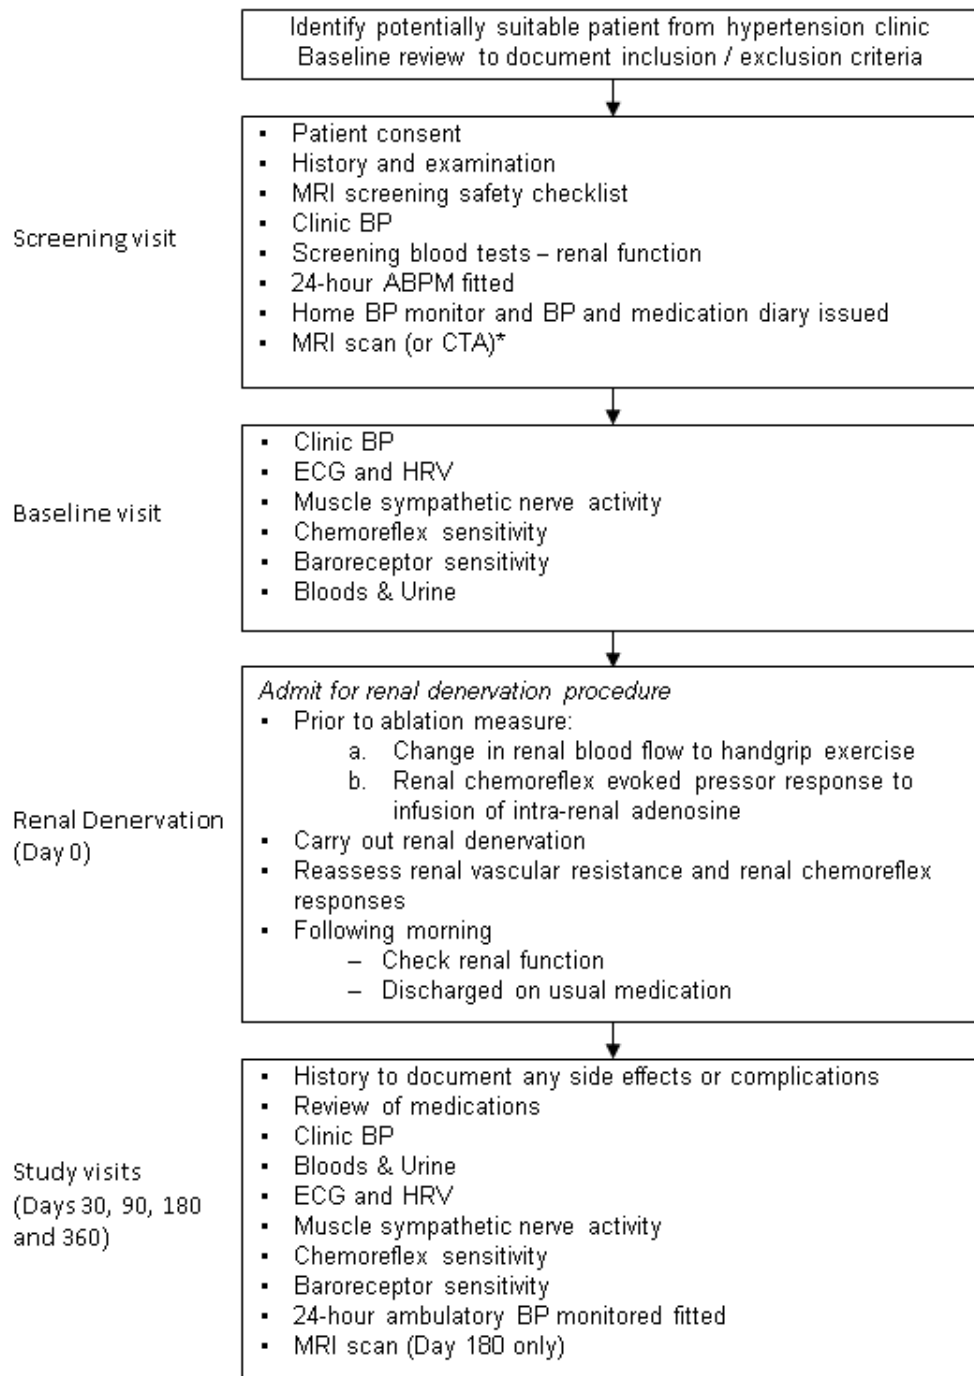 Identify potentially suitable patient from hypertension clinic
Baseline review to document inclusion / exclusion criteria
Screening visit
▪ Patient consent
▪ History and examination
▪ MRI screening safety checklist
▪ Clinic BP
▪ Screening blood tests – renal function
▪ 24-hour ABPM fitted
▪ Home BP monitor and BP and medication diary issued
▪ MRI scan (or CTA)*
Baseline visit
▪ Clinic BP
▪ ECG and HRV
▪ Muscle sympathetic nerve activity
▪ Chemoreflex sensitivity
▪ Baroreceptor sensitivity
▪ Bloods & Urine
Renal Denervation
(Day 0)
Admit for renal denervation procedure
▪ Prior to ablation measure:
a. Change in renal blood flow to handgrip exercise
b. Renal chemoreflex evoked pressor response to
infusion of intra-renal adenosine
▪ Carry out renal denervation
▪ Reassess renal vascular resistance and renal chemoreflex
responses
▪ Following morning
– Check renal function
– Discharged on usual medication
Study visits
(Days 30, 90, 180
and 360)
▪ History to document any side effects or complications
▪ Review of medications
▪ Clinic BP
▪ Bloods & Urine
▪ ECG and HRV
▪ Muscle sympathetic nerve activity
▪ Chemoreflex sensitivity
▪ Baroreceptor sensitivity
▪ 24-hour ambulatory BP monitored fitted
▪ MRI scan (Day 180 only)